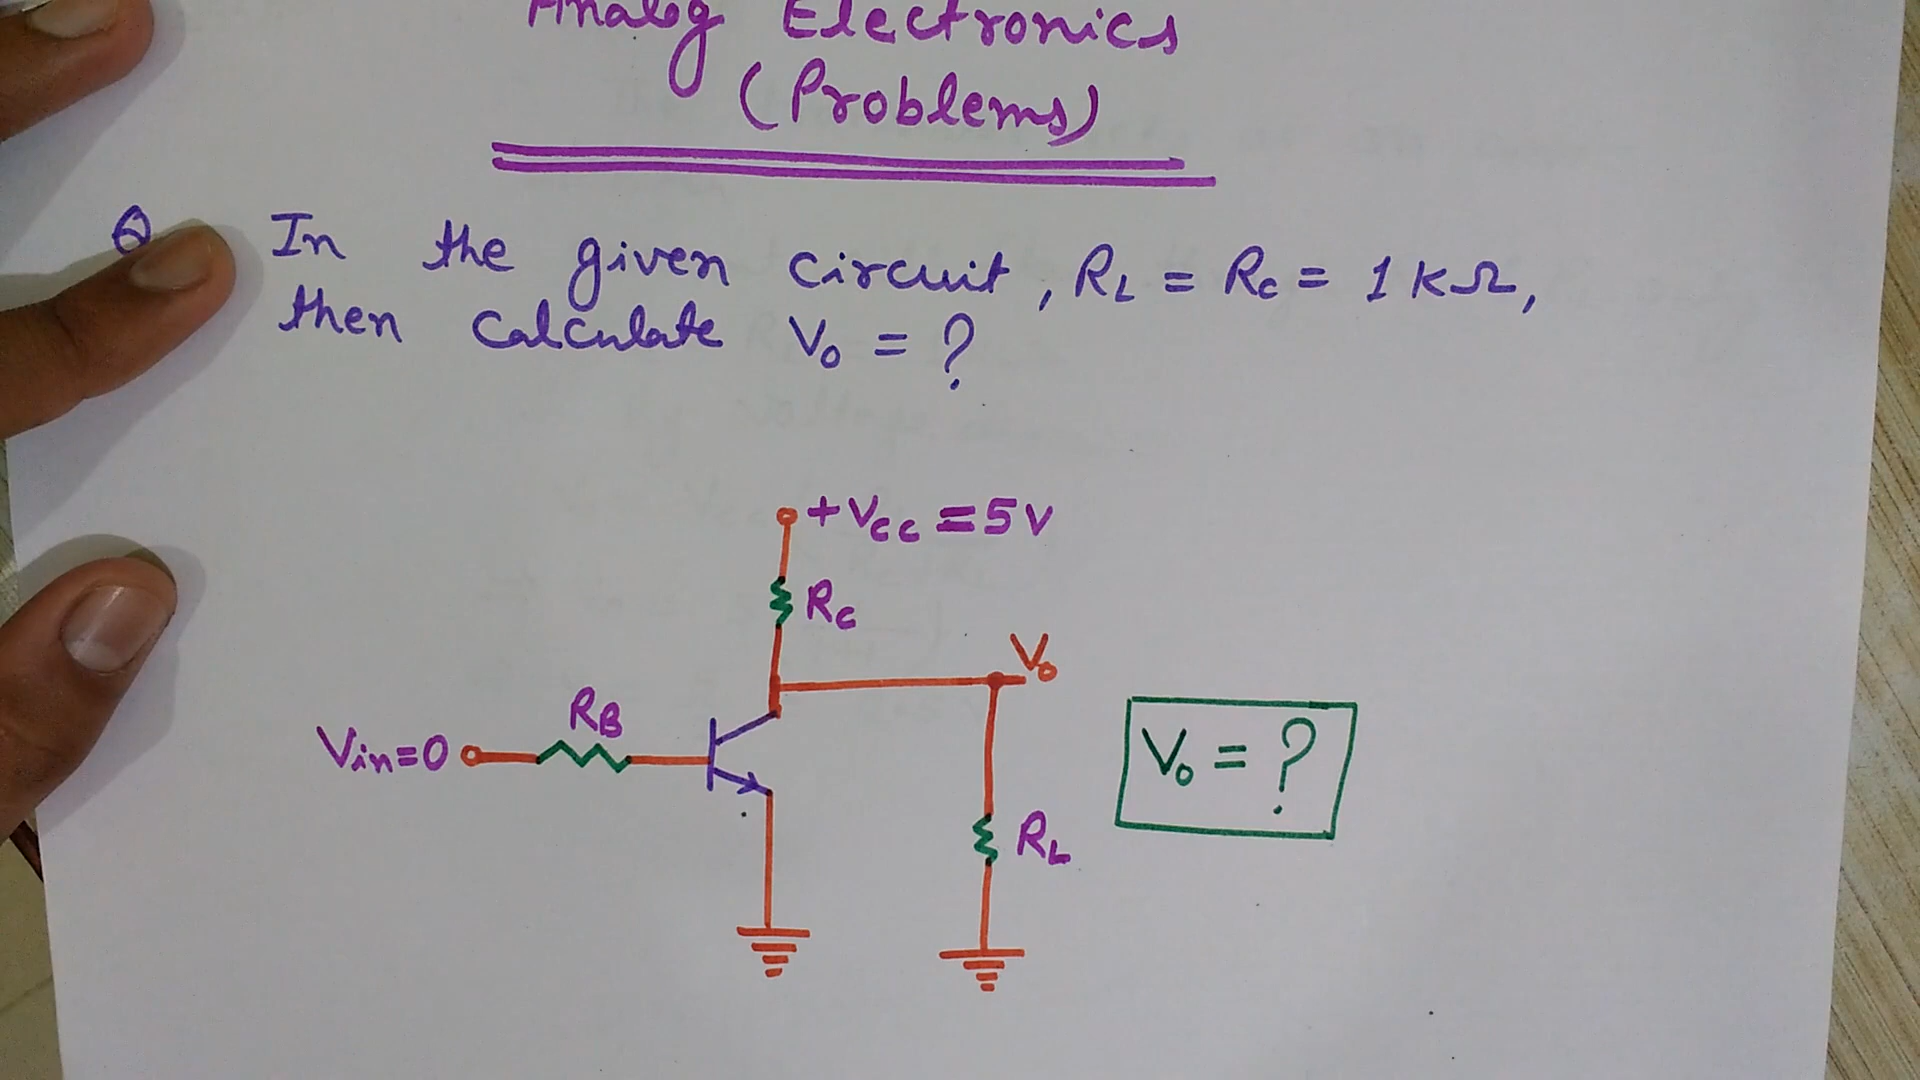 Analog Electronics
(Problems)
Q In the given circuit, RL = Rc = 1 kΩ,
then calculate Vo = ?
+Vcc = 5V
Rc
Vo
RB
Vin=0
Vo = ?
RL